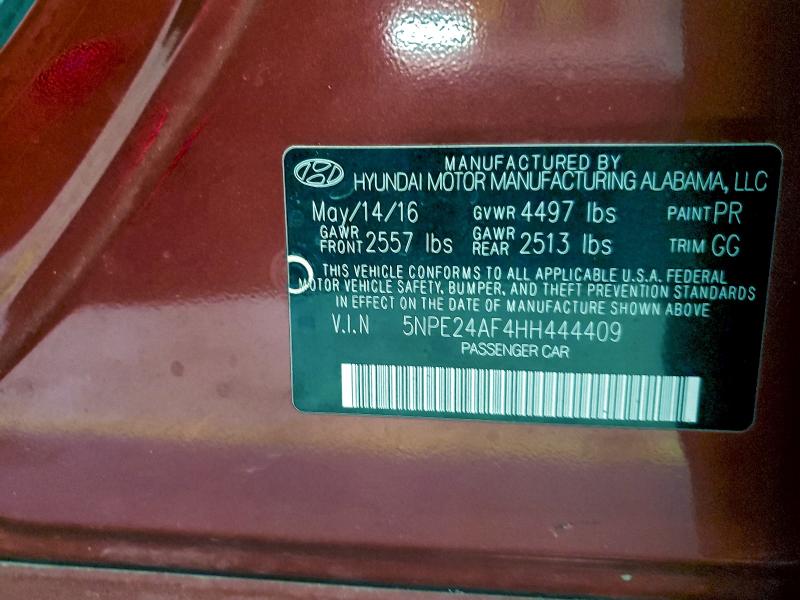 MANUFACTURED BY
HYUNDAI MOTOR MANUFACTURING ALABAMA, LLC
May/14/16 GVWR 4497 lbs PAINT PR
GAWR FRONT 2557 lbs GAWR REAR 2513 lbs TRIM GG
THIS VEHICLE CONFORMS TO ALL APPLICABLE U.S.A. FEDERAL
MOTOR VEHICLE SAFETY, BUMPER, AND THEFT PREVENTION STANDARDS
IN EFFECT ON THE DATE OF MANUFACTURE SHOWN ABOVE
V.I.N 5NPE24AF4HH444409
PASSENGER CAR